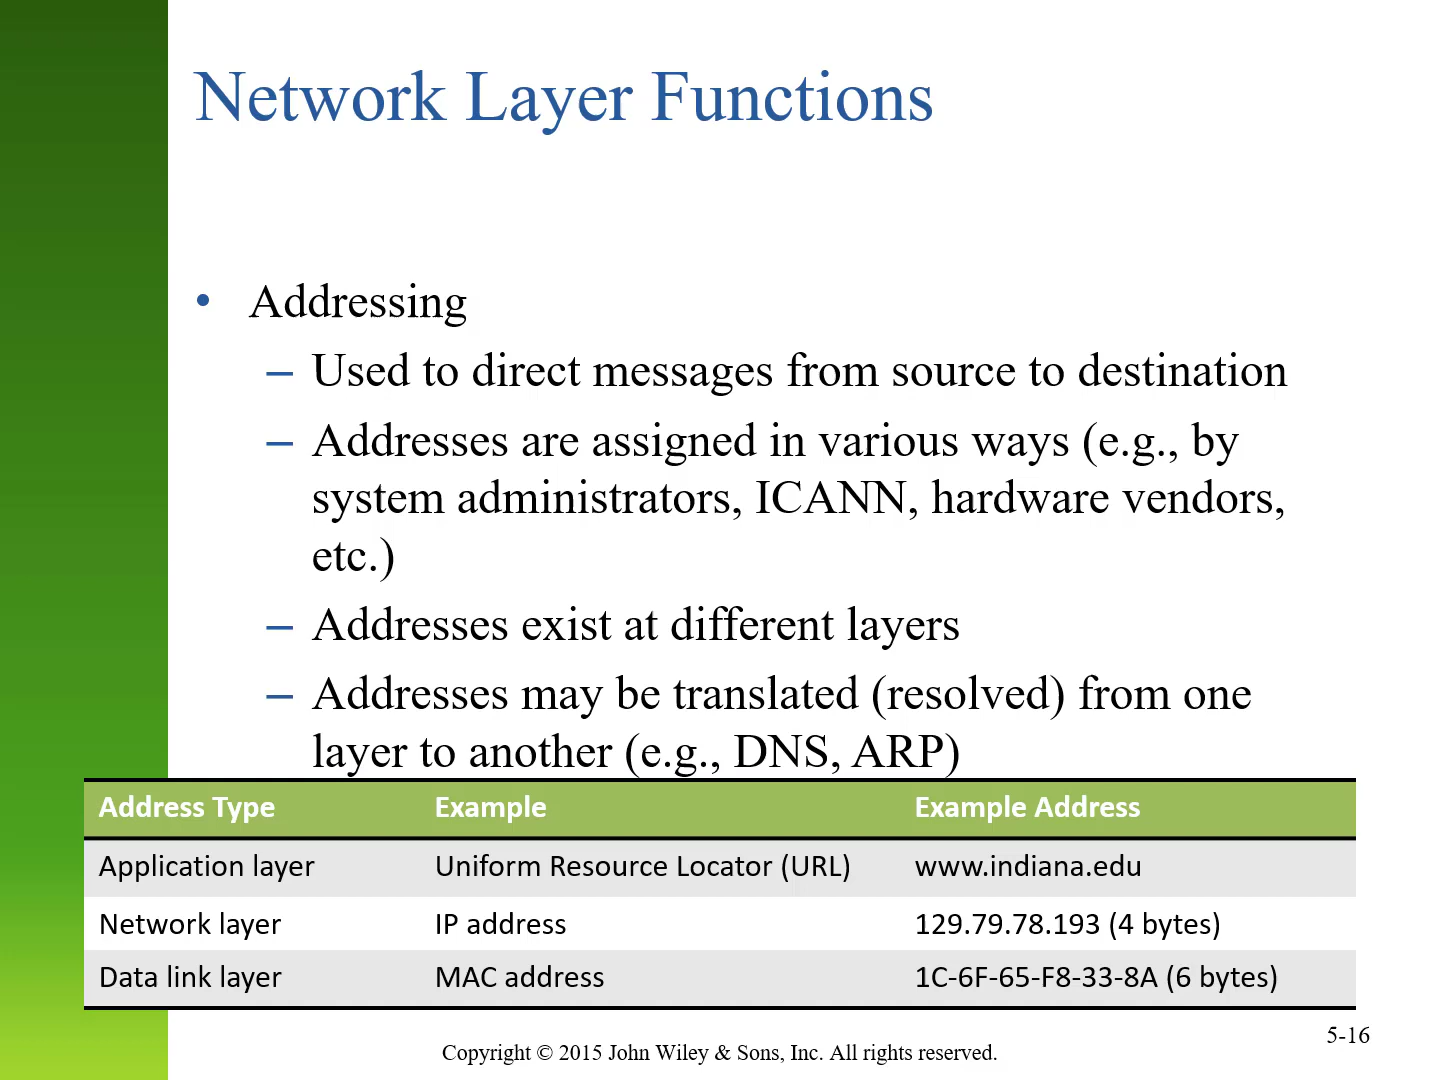 Network Layer Functions
• Addressing
– Used to direct messages from source to destination
– Addresses are assigned in various ways (e.g., by
system administrators, ICANN, hardware vendors,
etc.)
– Addresses exist at different layers
– Addresses may be translated (resolved) from one
layer to another (e.g., DNS, ARP)
Address Type Example Example Address
Application layer Uniform Resource Locator (URL) www.indiana.edu
Network layer IP address 129.79.78.193 (4 bytes)
Data link layer MAC address 1C-6F-65-F8-33-8A (6 bytes)
5-16
Copyright © 2015 John Wiley & Sons, Inc. All rights reserved.